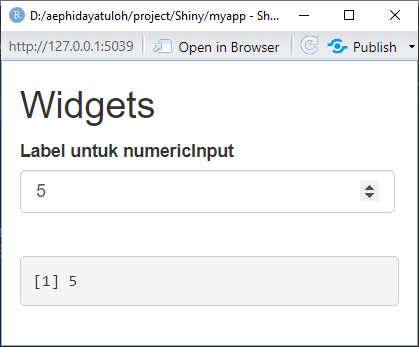 D:/aephidayatuloh/project/Shiny/myapp - Sh...
http://127.0.0.1:5039 Open in Browser Publish
Widgets
Label untuk numericInput
5
[1] 5